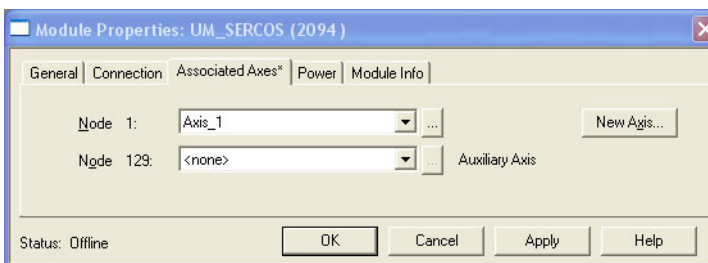 Module Properties: UM_SERCOS (2094)
General Connection Associated Axes* Power Module Info
Node 1: Axis_1 ... New Axis...
Node 129: <none> ... Auxiliary Axis
Status: Offline OK Cancel Apply Help